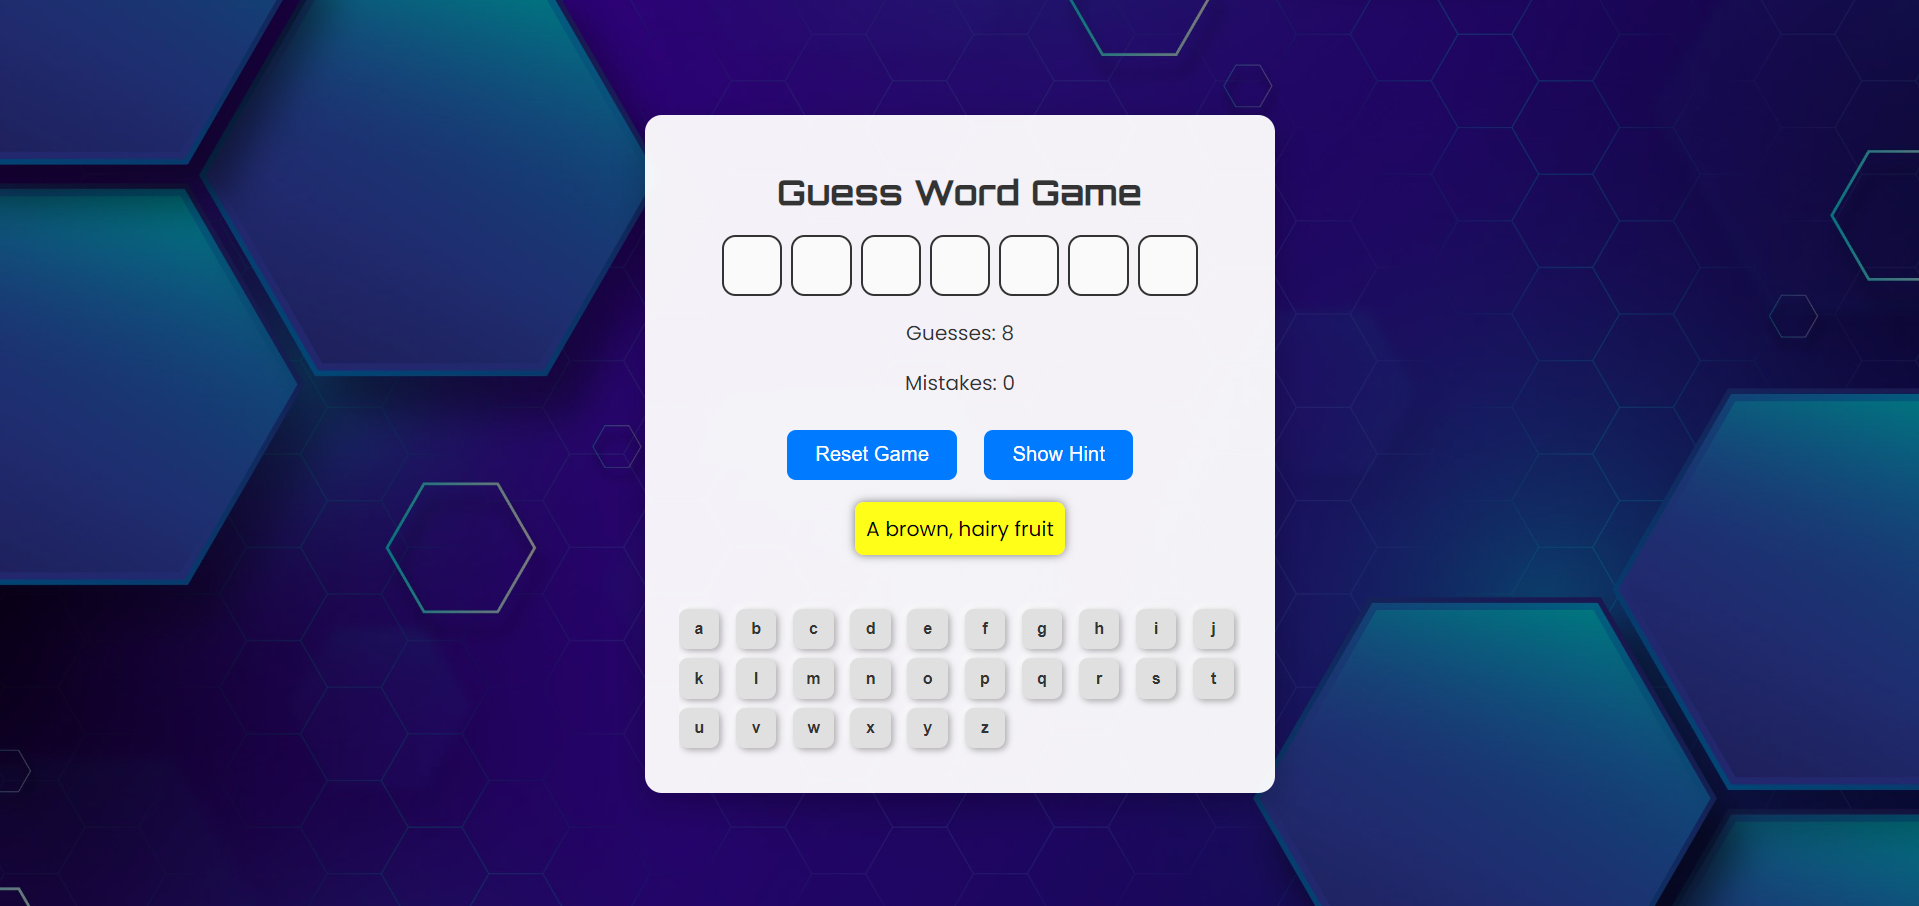 Guess Word Game
Guesses: 8
Mistakes: 0
Reset Game Show Hint
A brown, hairy fruit
a b c d e f g h i j
k l m n o p q r s t
u v w x y z